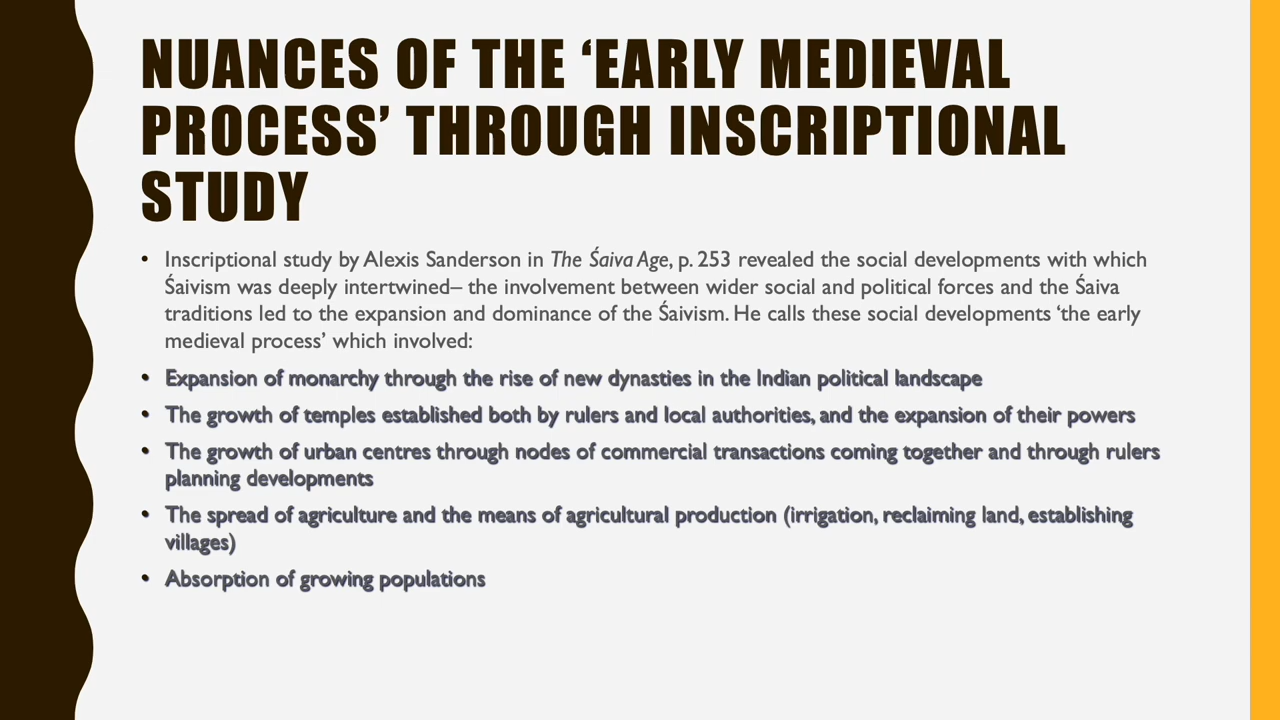 NUANCES OF THE ‘EARLY MEDIEVAL
PROCESS’ THROUGH INSCRIPTIONAL
STUDY
• Inscriptional study by Alexis Sanderson in The Śaiva Age, p. 253 revealed the social developments with which
Śaivism was deeply intertwined– the involvement between wider social and political forces and the Śaiva
traditions led to the expansion and dominance of the Śaivism. He calls these social developments ‘the early
medieval process’ which involved:
• Expansion of monarchy through the rise of new dynasties in the Indian political landscape
• The growth of temples established both by rulers and local authorities, and the expansion of their powers
• The growth of urban centres through nodes of commercial transactions coming together and through rulers
planning developments
• The spread of agriculture and the means of agricultural production (irrigation, reclaiming land, establishing
villages)
• Absorption of growing populations